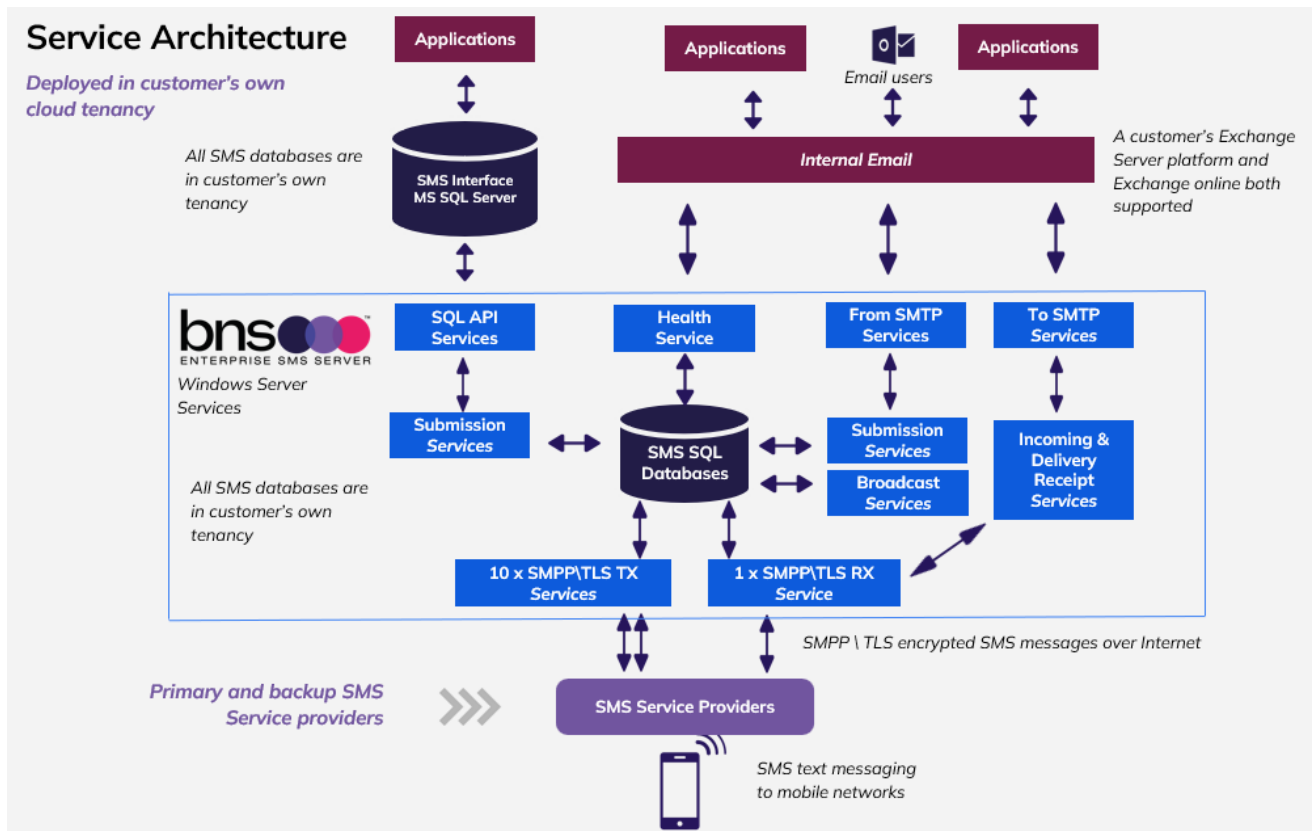 Service Architecture
Deployed in customer's own
cloud tenancy
Applications
Applications
Email users
Applications
All SMS databases are
in customer's own
tenancy
SMS Interface
MS SQL Server
Internal Email
A customer's Exchange
Server platform and
Exchange online both
supported
bns™
ENTERPRISE SMS SERVER
Windows Server
Services
SQL API
Services
Health
Service
From SMTP
Services
To SMTP
Services
Submission
Services
SMS SQL
Databases
Submission
Services
Broadcast
Services
Incoming &
Delivery
Receipt
Services
All SMS databases are
in customer's own
tenancy
10 x SMPP\TLS TX
Services
1 x SMPP\TLS RX
Service
SMPP \ TLS encrypted SMS messages over Internet
Primary and backup SMS
Service providers
SMS Service Providers
SMS text messaging
to mobile networks